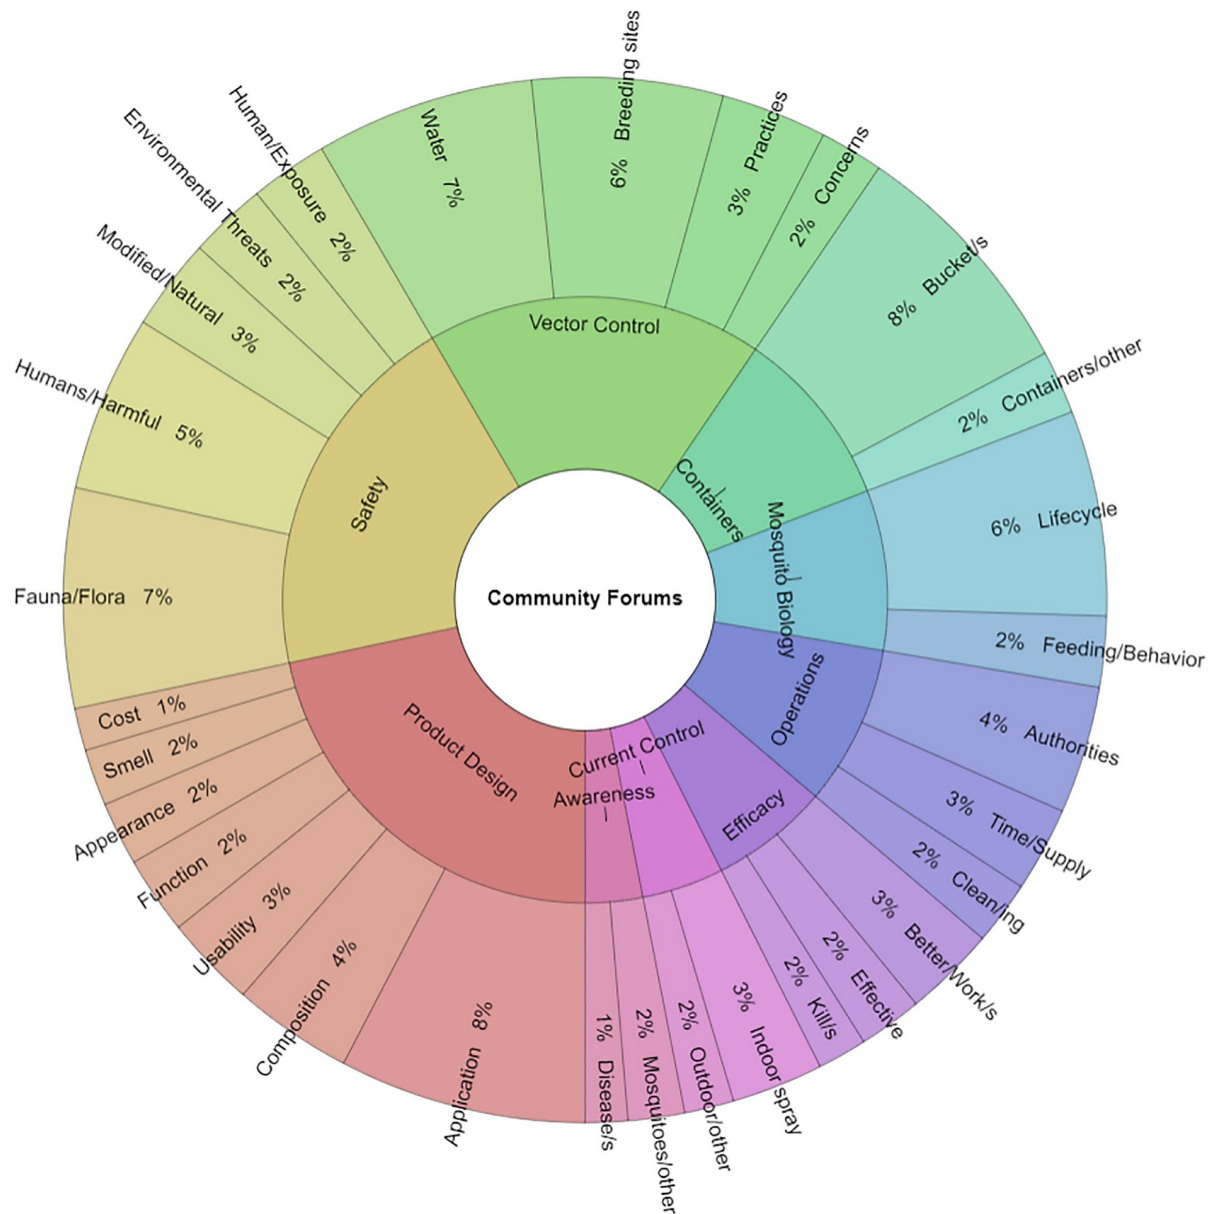 Community Forums
Vector Control
Water 7%
6% Breeding sites
3% Practices
2% Concerns
Containers
8% Bucket/s
2% Containers/other
Mosquito Biology
6% Lifecycle
2% Feeding/Behavior
Operations
4% Authorities
3% Time/Supply
2% Clean/ing
Efficacy
3% Better/Work/s
2% Effective
2% Kill/s
Current Control
3% Indoor spray
2% Outdoor/other
Awareness
2% Mosquitoes/other
1% Disease/s
Product Design
Application 8%
Composition 4%
Usability 3%
Function 2%
Appearance 2%
Smell 2%
Cost 1%
Safety
Fauna/Flora 7%
Humans/Harmful 5%
Modified/Natural 3%
Environmental Threats 2%
Human/Exposure 2%